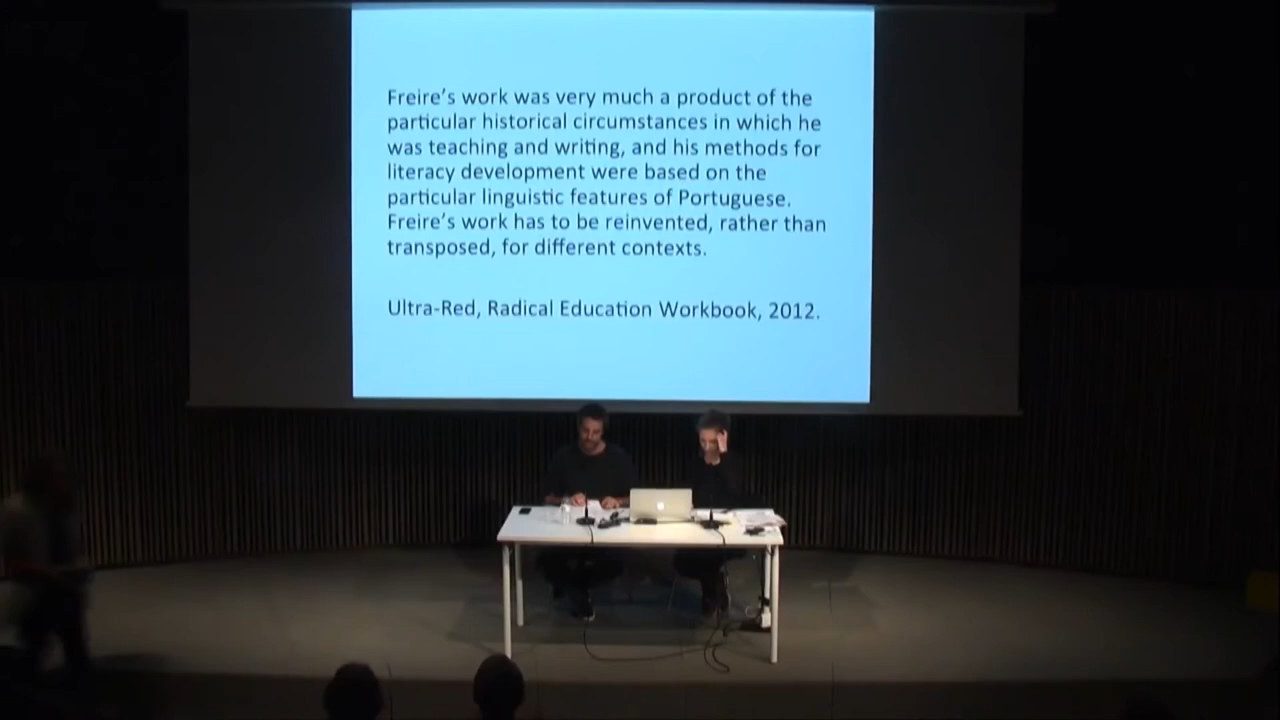 Freire’s work was very much a product of the
particular historical circumstances in which he
was teaching and writing, and his methods for
literacy development were based on the
particular linguistic features of Portuguese.
Freire’s work has to be reinvented, rather than
transposed, for different contexts.
Ultra-Red, Radical Education Workbook, 2012.